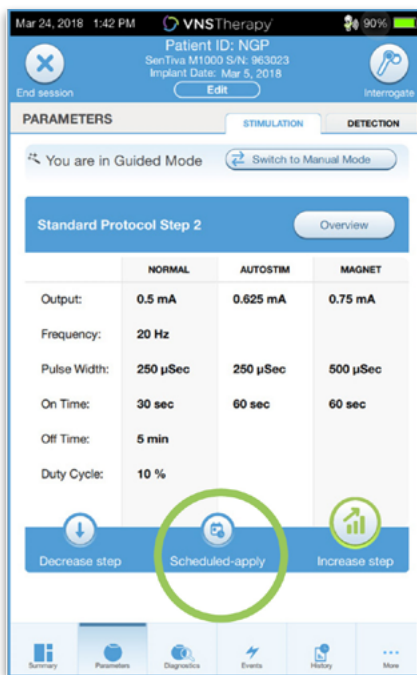 Mar 24, 2018 1:42 PM VNSTherapy 90%
Patient ID: NGP
SenTiva M1000 S/N: 963023
Implant Date: Mar 5, 2018
End session Edit Interrogate
PARAMETERS STIMULATION DETECTION
You are in Guided Mode Switch to Manual Mode
Standard Protocol Step 2 Overview
NORMAL AUTOSTIM MAGNET
Output: 0.5 mA 0.625 mA 0.75 mA
Frequency: 20 Hz
Pulse Width: 250 µSec 250 µSec 500 µSec
On Time: 30 sec 60 sec 60 sec
Off Time: 5 min
Duty Cycle: 10 %
Decrease step Scheduled-apply Increase step
Summary Parameters Diagnostics Events History More